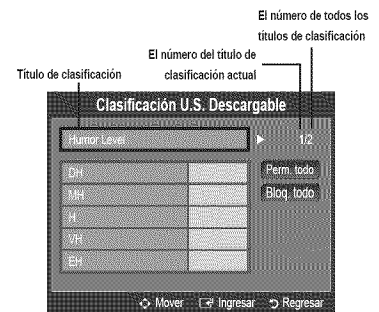 El número de todos los
títulos de clasificación
El número del título de
clasificación actual
Título de clasificación
Clasificación U.S. Descargable
Humor Level
1/2
DH
Perm. todo
MH
Bloq. todo
H
VH
EH
Mover Ingresar Regresar